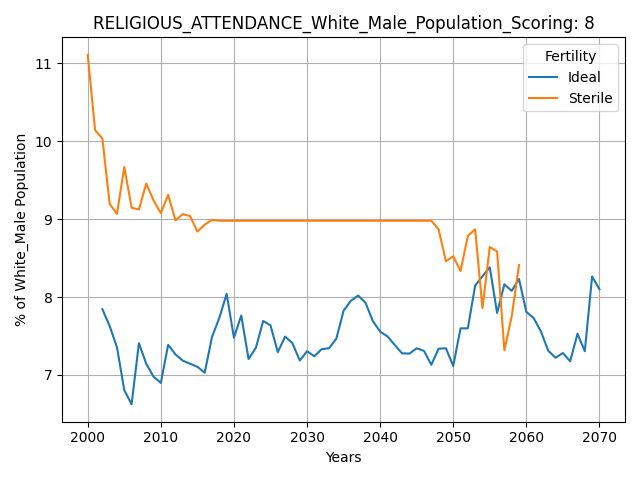 RELIGIOUS_ATTENDANCE_White_Male_Population_Scoring: 8
Fertility
Ideal
Sterile
% of White_Male Population
11
10
9
8
7
2000 2010 2020 2030 2040 2050 2060 2070
Years